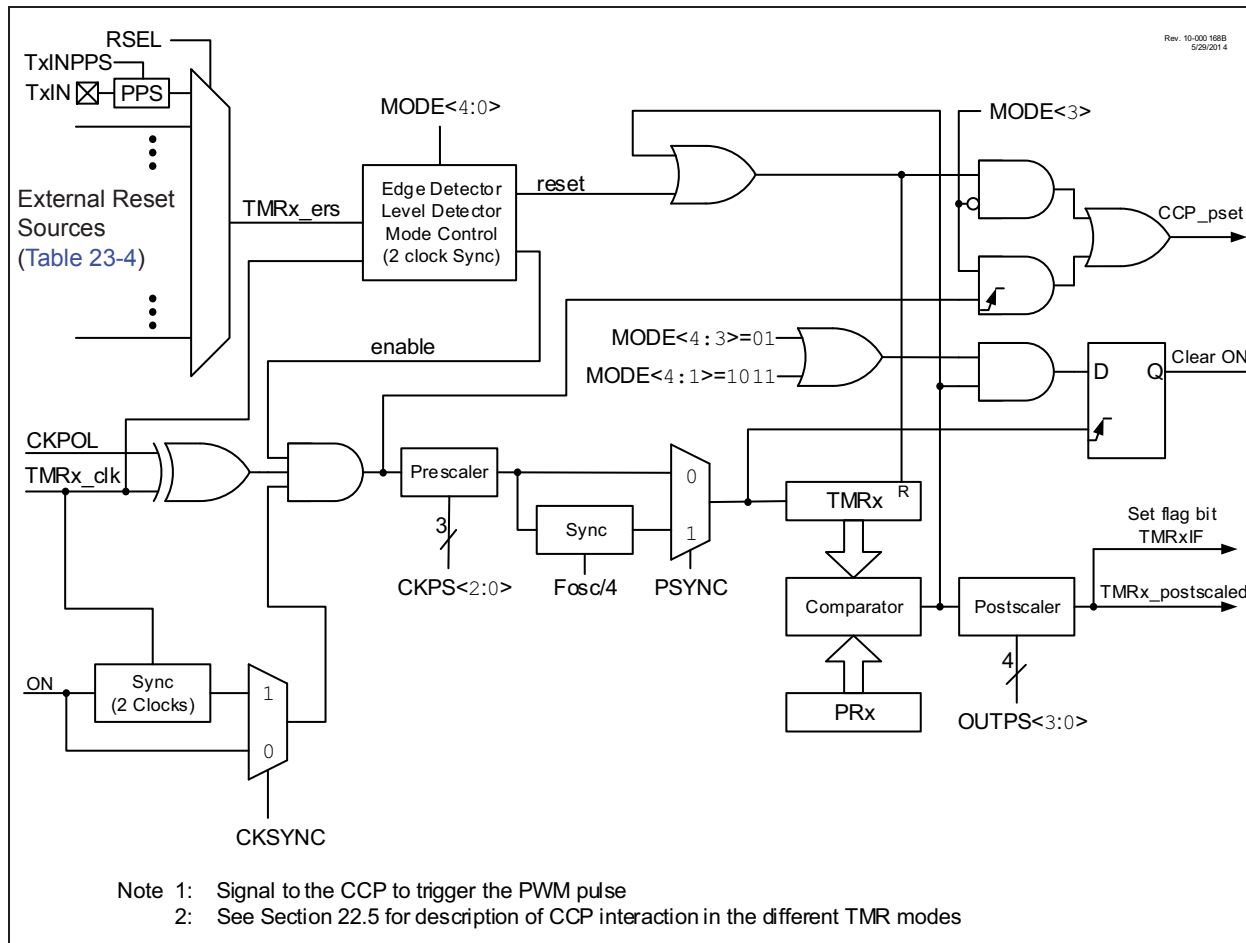 Rev. 10-000 168B
5/29/201 4
RSEL
TxINPPS
TxIN
PPS
MODE<4:0>
MODE<3>
External Reset
Sources
(Table 23-4)
TMRx_ers
Edge Detector
Level Detector
Mode Control
(2 clock Sync)
reset
CCP_pset
enable
MODE<4:3>=01
MODE<4:1>=1011
D
Q
Clear ON
CKPOL
TMRx_clk
Prescaler
3
CKPS<2:0>
Sync
Fosc/4
0
1
PSYNC
TMRx
R
Comparator
PRx
Postscaler
4
OUTPS<3:0>
Set flag bit
TMRxIF
TMRx_postscaled
ON
Sync
(2 Clocks)
1
0
CKSYNC
Note 1: Signal to the CCP to trigger the PWM pulse
2: See Section 22.5 for description of CCP interaction in the different TMR modes